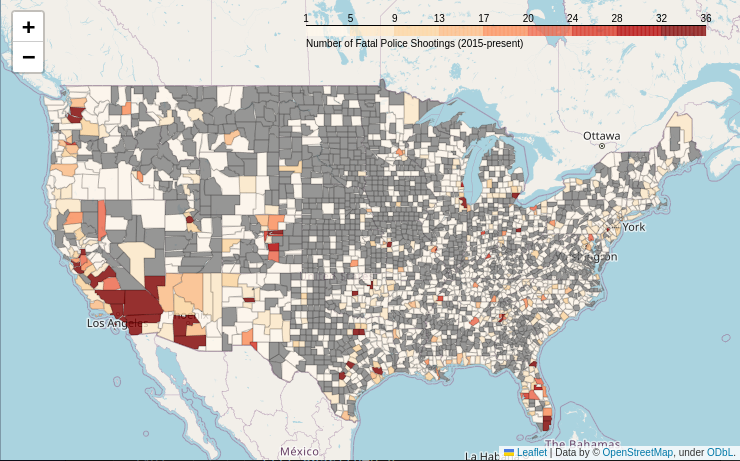 +
−
1 5 9 13 17 20 24 28 32 36
Number of Fatal Police Shootings (2015-present)
Ottawa
York
Los Angeles
México
The Bahamas
La Hab
Leaflet | Data by © OpenStreetMap, under ODbL.